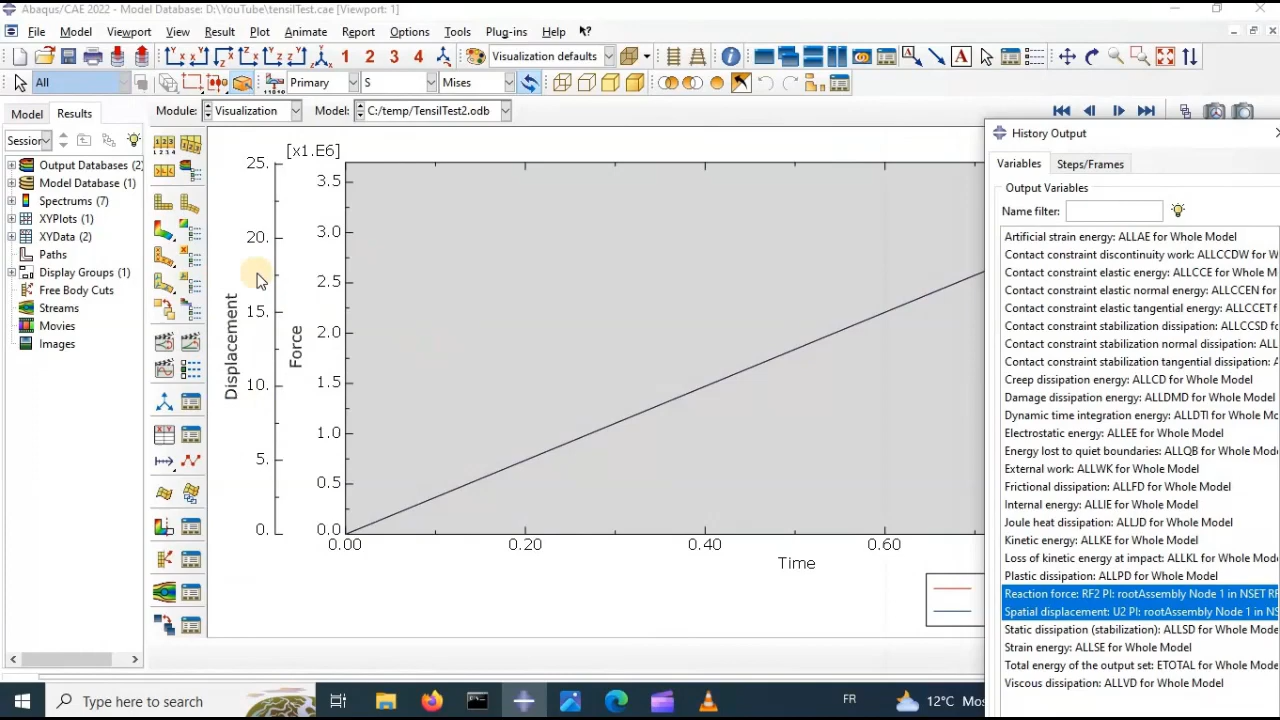 Abaqus/CAE 2022 - Model Database: D:\YouTube\tensilTest.cae [Viewport: 1]
File Model Viewport View Result Plot Animate Report Options Tools Plug-ins Help
1 2 3 4 Visualization defaults
All Primary S Mises
Model Results Module: Visualization Model: C:/temp/TensilTest2.odb
Session
Output Databases (2)
Model Database (1)
Spectrums (7)
XYPlots (1)
XYData (2)
Paths
Display Groups (1)
Free Body Cuts
Streams
Movies
Images
[x1.E6]
25.
20.
15.
10.
5.
0.
Displacement
3.5
3.0
2.5
2.0
1.5
1.0
0.5
0.0
Force
0.00 0.20 0.40 0.60
Time
History Output
Variables Steps/Frames
Output Variables
Name filter:
Artificial strain energy: ALLAE for Whole Model
Contact constraint discontinuity work: ALLCCDW for W
Contact constraint elastic energy: ALLCCE for Whole M
Contact constraint elastic normal energy: ALLCCEN for
Contact constraint elastic tangential energy: ALLCCET f
Contact constraint stabilization dissipation: ALLCCSD f
Contact constraint stabilization normal dissipation: ALL
Contact constraint stabilization tangential dissipation: A
Creep dissipation energy: ALLCD for Whole Model
Damage dissipation energy: ALLDMD for Whole Model
Dynamic time integration energy: ALLDTI for Whole Mo
Electrostatic energy: ALLEE for Whole Model
Energy lost to quiet boundaries: ALLQB for Whole Mod
External work: ALLWK for Whole Model
Frictional dissipation: ALLFD for Whole Model
Internal energy: ALLIE for Whole Model
Joule heat dissipation: ALLJD for Whole Model
Kinetic energy: ALLKE for Whole Model
Loss of kinetic energy at impact: ALLKL for Whole Mode
Plastic dissipation: ALLPD for Whole Model
Reaction force: RF2 PI: rootAssembly Node 1 in NSET RF
Spatial displacement: U2 PI: rootAssembly Node 1 in NS
Static dissipation (stabilization): ALLSD for Whole Mode
Strain energy: ALLSE for Whole Model
Total energy of the output set: ETOTAL for Whole Mode
Viscous dissipation: ALLVD for Whole Model
Type here to search FR 12°C Mos